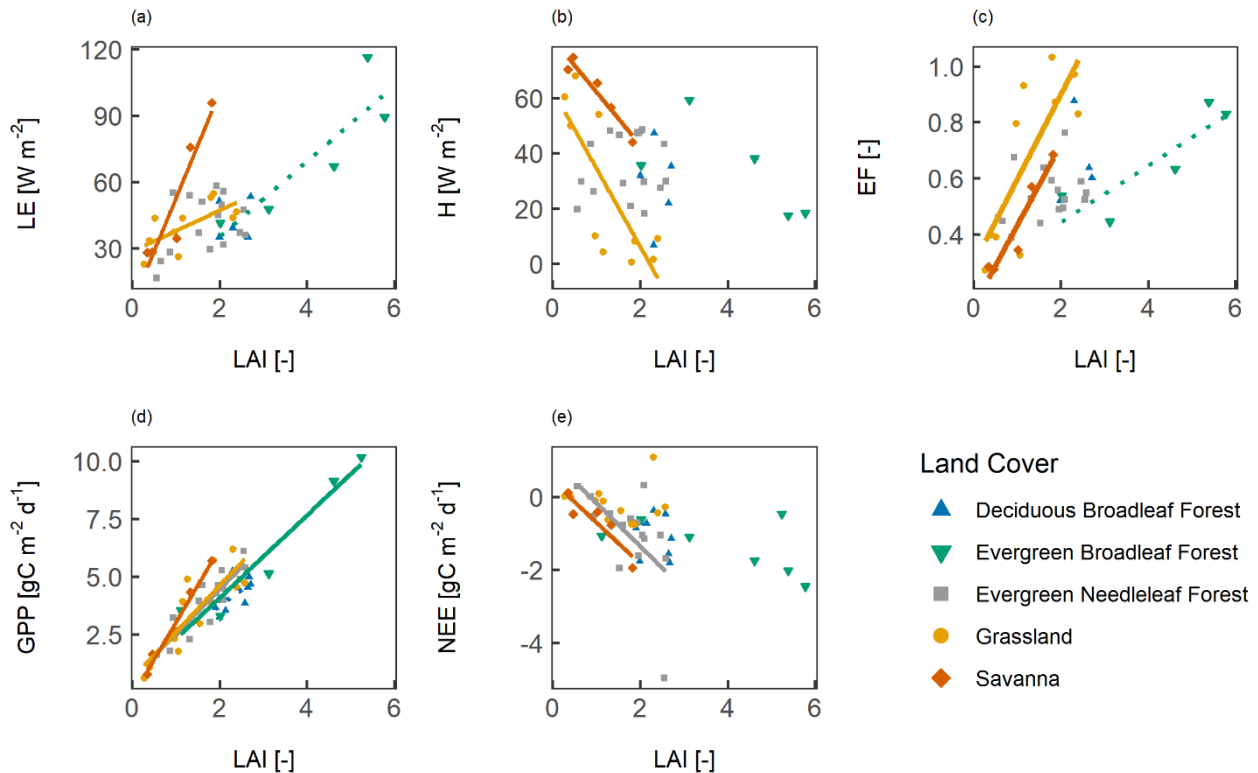 (a)
LE [W m⁻²]
120
90
60
30
0 2 4 6
LAI [-]
(b)
H [W m⁻²]
60
40
20
0
0 2 4 6
LAI [-]
(c)
EF [-]
1.0
0.8
0.6
0.4
0 2 4 6
LAI [-]
(d)
GPP [gC m⁻² d⁻¹]
10.0
7.5
5.0
2.5
0 2 4 6
LAI [-]
(e)
NEE [gC m⁻² d⁻¹]
0
-2
-4
0 2 4 6
LAI [-]
Land Cover
Deciduous Broadleaf Forest
Evergreen Broadleaf Forest
Evergreen Needleleaf Forest
Grassland
Savanna